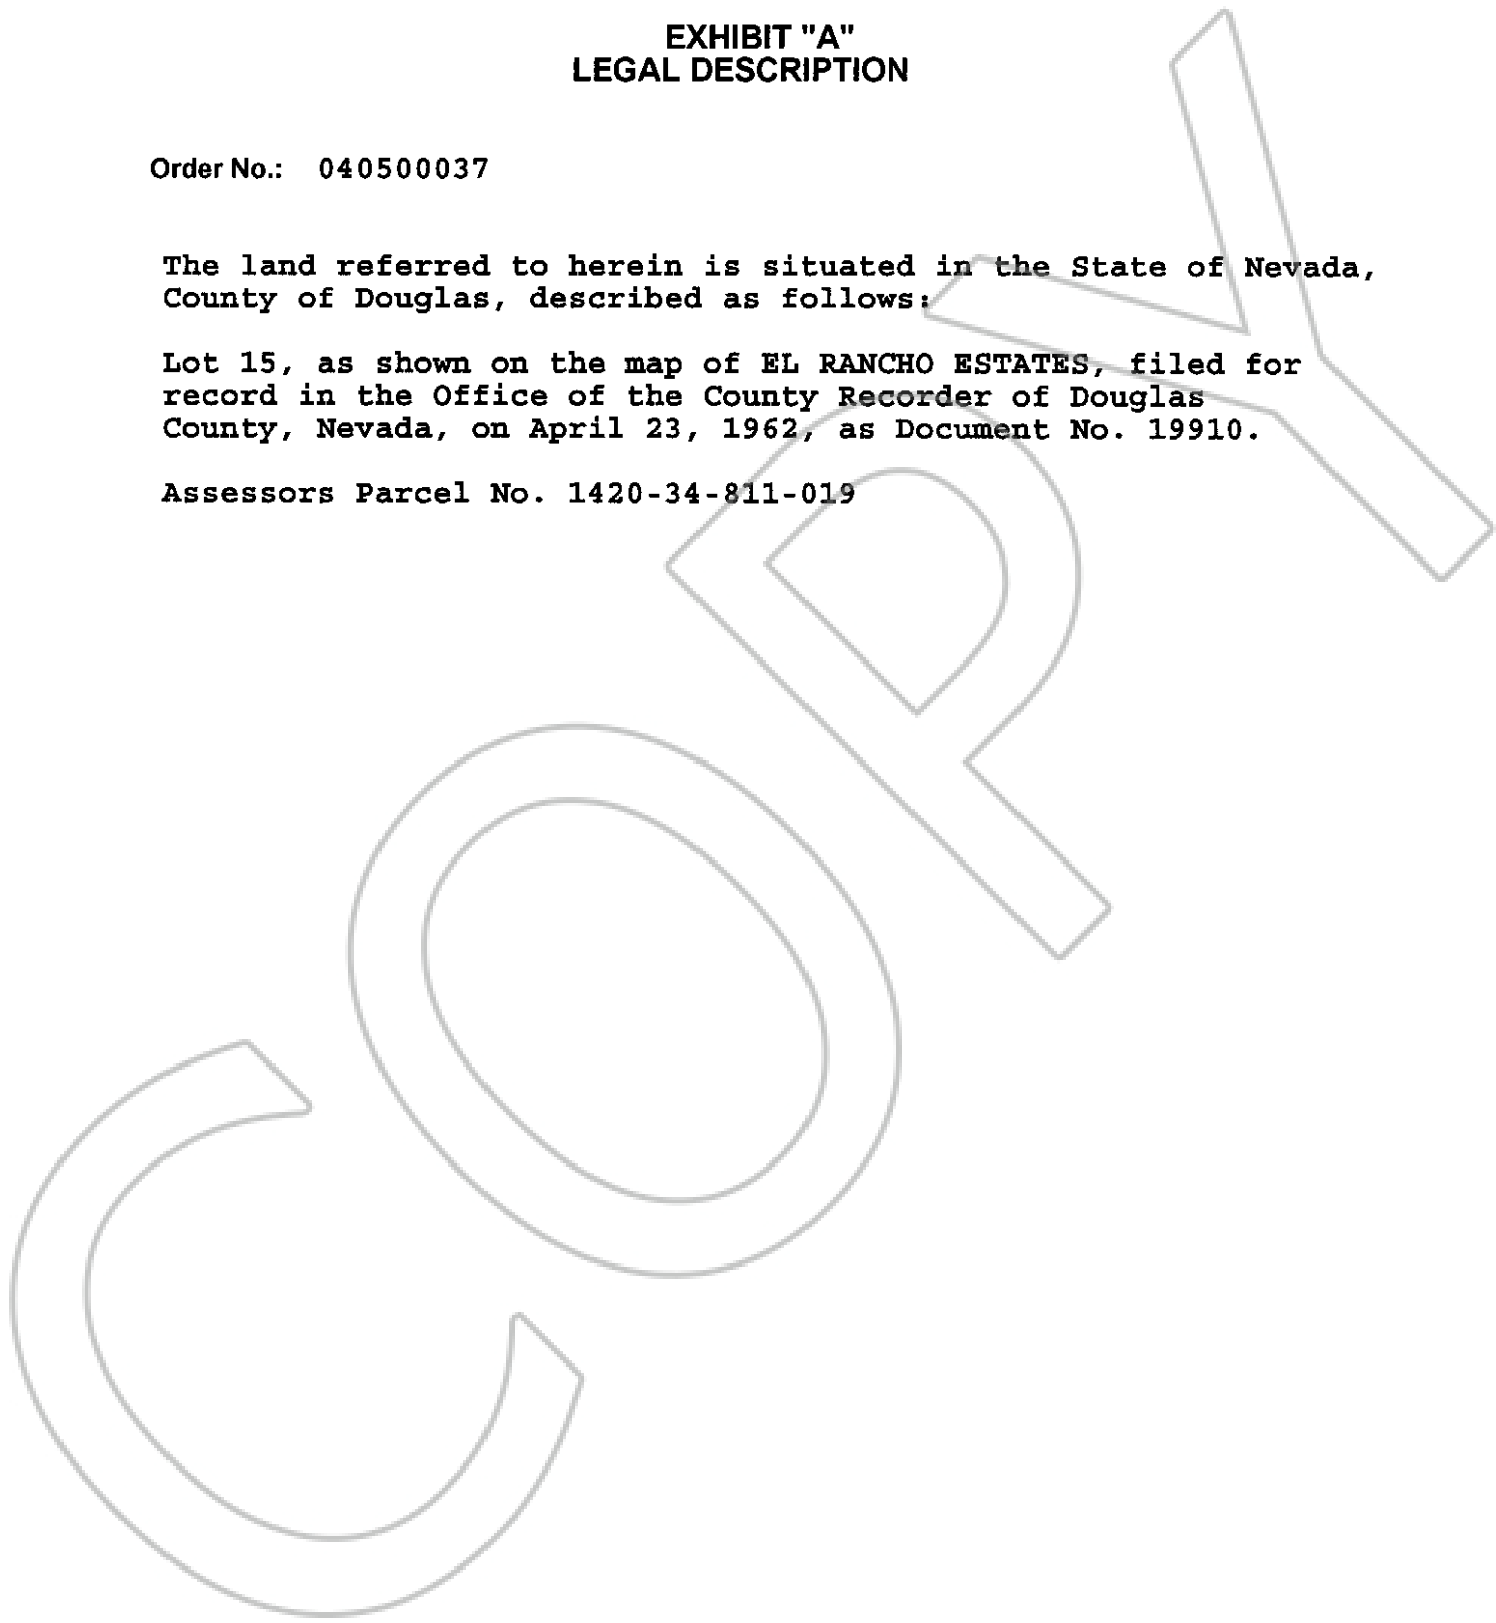 EXHIBIT "A"
LEGAL DESCRIPTION
Order No.: 040500037
The land referred to herein is situated in the State of Nevada,
County of Douglas, described as follows:
Lot 15, as shown on the map of EL RANCHO ESTATES, filed for
record in the Office of the County Recorder of Douglas
County, Nevada, on April 23, 1962, as Document No. 19910.
Assessors Parcel No. 1420-34-811-019
COPY